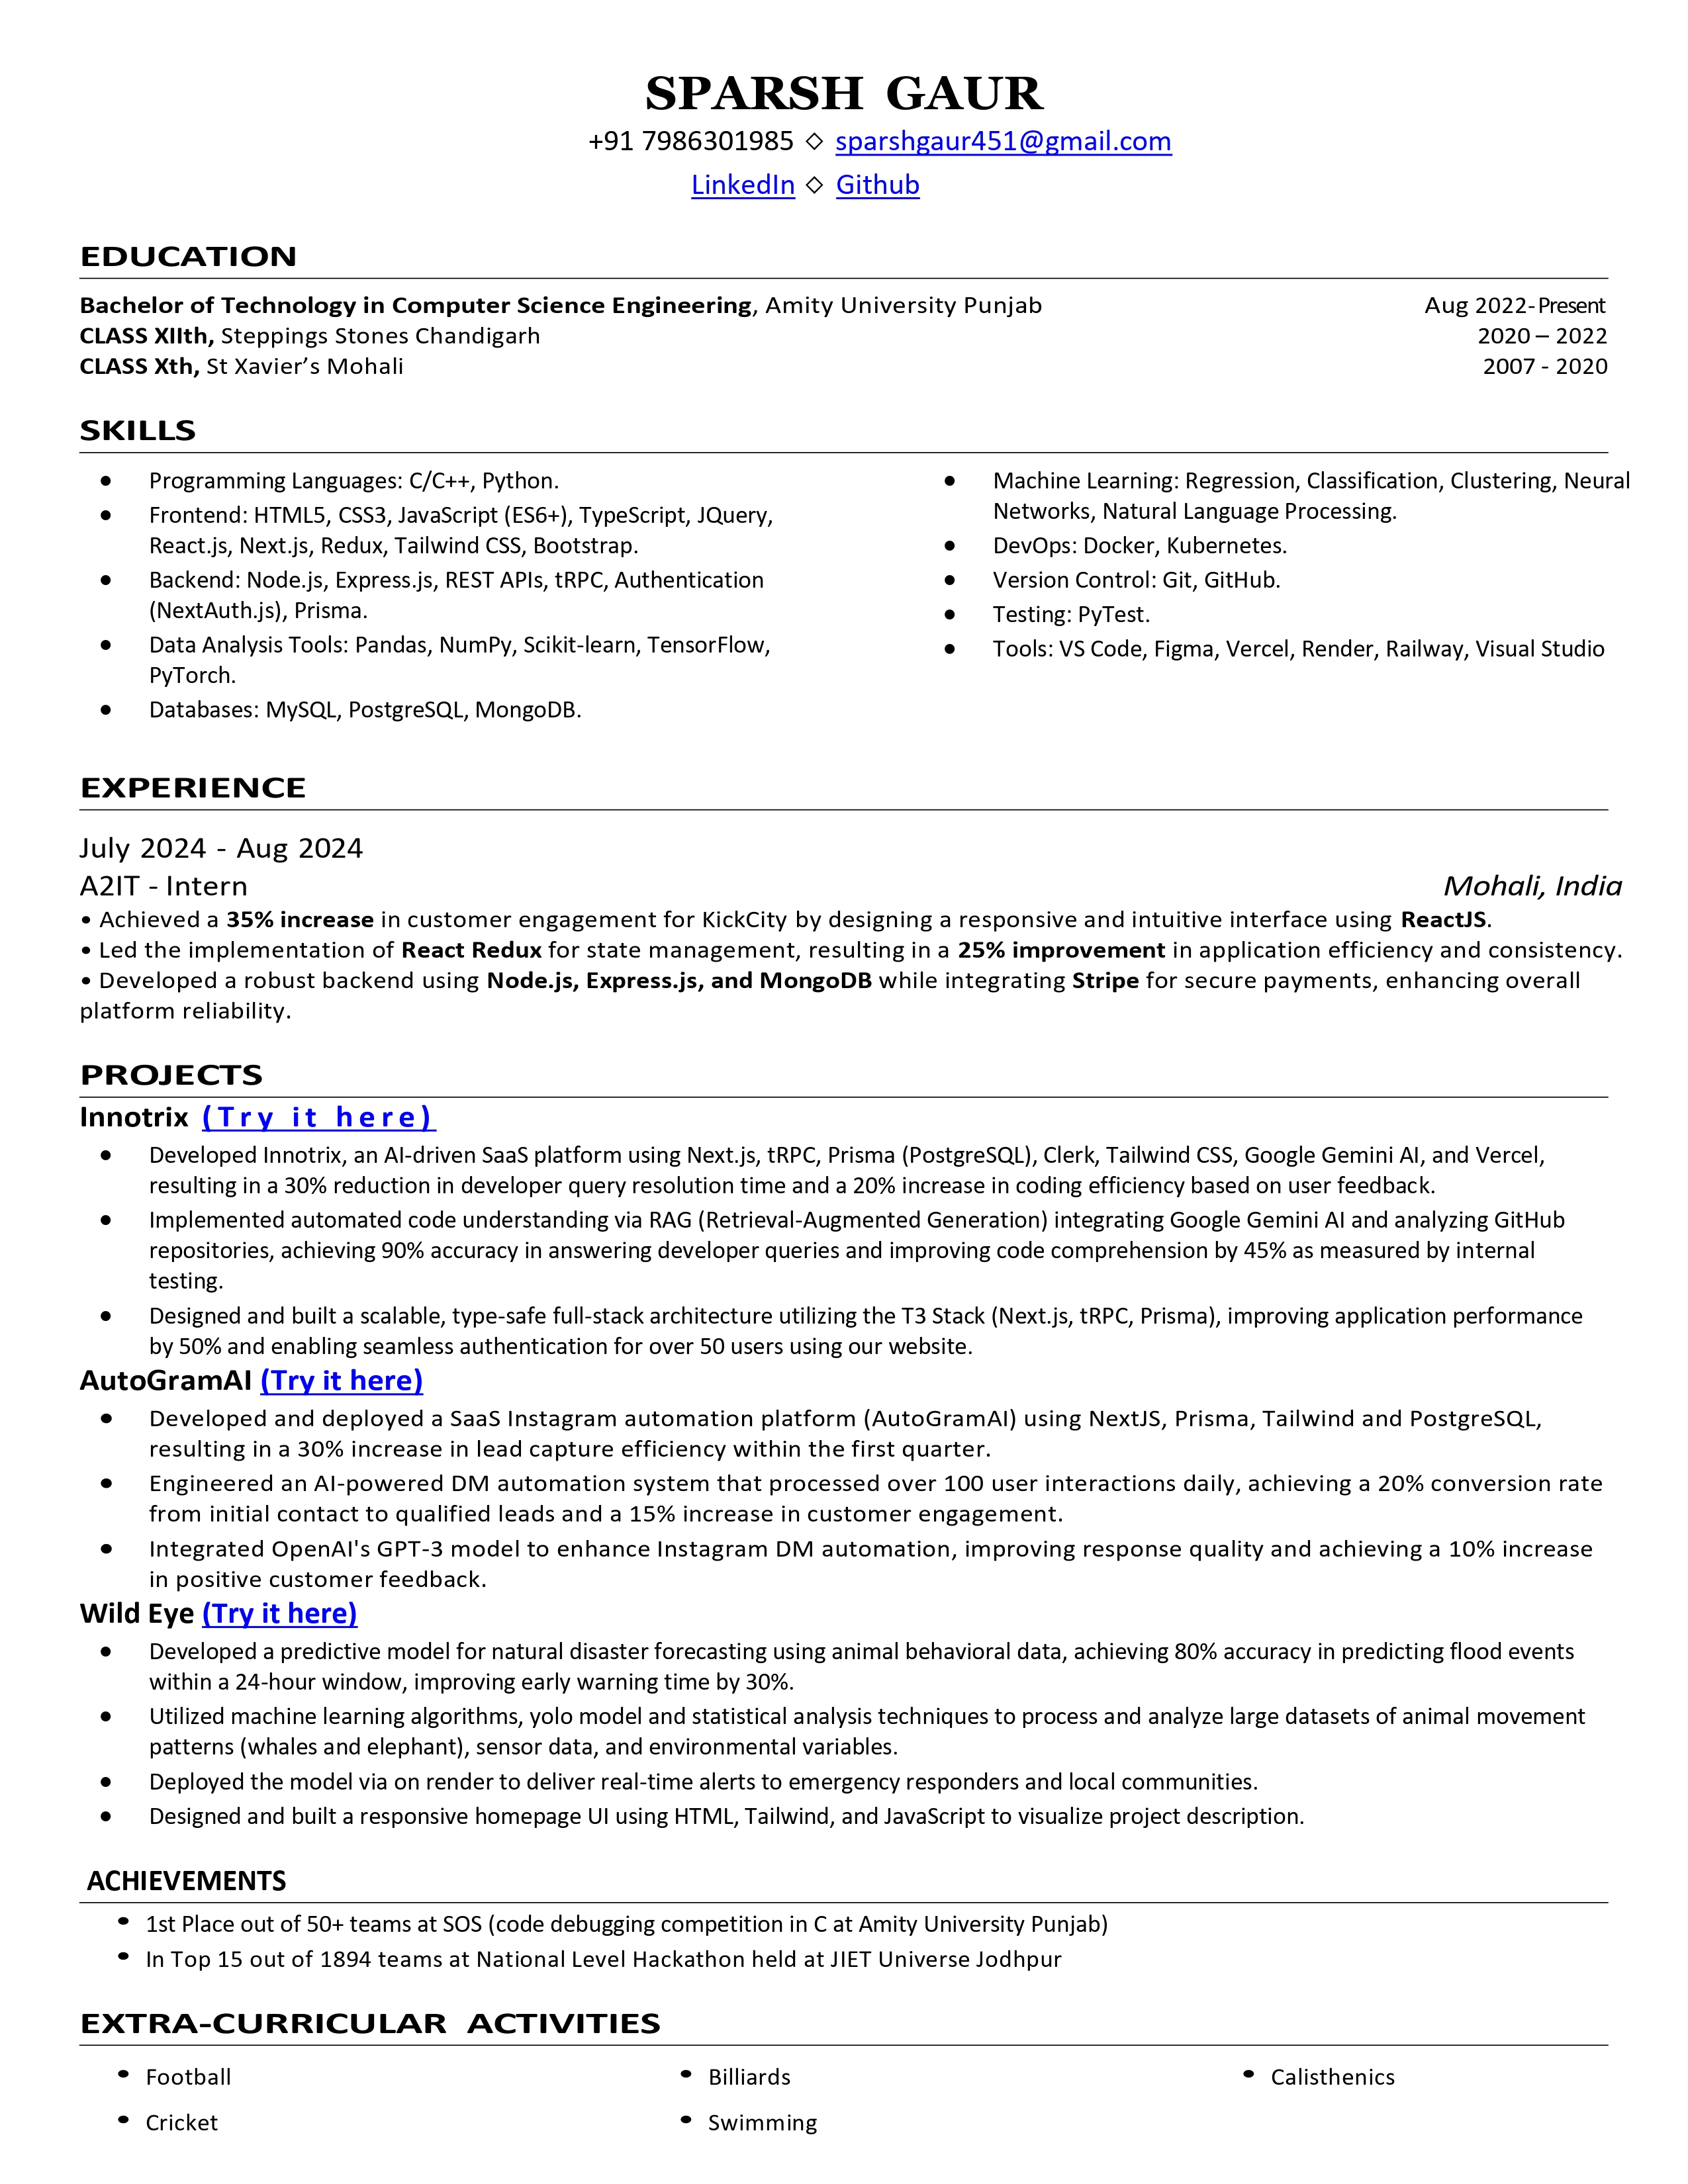 SPARSH GAUR
+91 7986301985 ◇ sparshgaur451@gmail.com
LinkedIn ◇ Github
EDUCATION
Bachelor of Technology in Computer Science Engineering, Amity University Punjab Aug 2022-Present
CLASS XIIth, Steppings Stones Chandigarh 2020 – 2022
CLASS Xth, St Xavier’s Mohali 2007 - 2020
SKILLS
● Programming Languages: C/C++, Python.
● Frontend: HTML5, CSS3, JavaScript (ES6+), TypeScript, JQuery,
React.js, Next.js, Redux, Tailwind CSS, Bootstrap.
● Backend: Node.js, Express.js, REST APIs, tRPC, Authentication
(NextAuth.js), Prisma.
● Data Analysis Tools: Pandas, NumPy, Scikit-learn, TensorFlow,
PyTorch.
● Databases: MySQL, PostgreSQL, MongoDB.
● Machine Learning: Regression, Classification, Clustering, Neural
Networks, Natural Language Processing.
● DevOps: Docker, Kubernetes.
● Version Control: Git, GitHub.
● Testing: PyTest.
● Tools: VS Code, Figma, Vercel, Render, Railway, Visual Studio
EXPERIENCE
July 2024 - Aug 2024
A2IT - Intern Mohali, India
• Achieved a 35% increase in customer engagement for KickCity by designing a responsive and intuitive interface using ReactJS.
• Led the implementation of React Redux for state management, resulting in a 25% improvement in application efficiency and consistency.
• Developed a robust backend using Node.js, Express.js, and MongoDB while integrating Stripe for secure payments, enhancing overall
platform reliability.
PROJECTS
Innotrix (Try it here)
● Developed Innotrix, an AI-driven SaaS platform using Next.js, tRPC, Prisma (PostgreSQL), Clerk, Tailwind CSS, Google Gemini AI, and Vercel,
resulting in a 30% reduction in developer query resolution time and a 20% increase in coding efficiency based on user feedback.
● Implemented automated code understanding via RAG (Retrieval-Augmented Generation) integrating Google Gemini AI and analyzing GitHub
repositories, achieving 90% accuracy in answering developer queries and improving code comprehension by 45% as measured by internal
testing.
● Designed and built a scalable, type-safe full-stack architecture utilizing the T3 Stack (Next.js, tRPC, Prisma), improving application performance
by 50% and enabling seamless authentication for over 50 users using our website.
AutoGramAI (Try it here)
● Developed and deployed a SaaS Instagram automation platform (AutoGramAI) using NextJS, Prisma, Tailwind and PostgreSQL,
resulting in a 30% increase in lead capture efficiency within the first quarter.
● Engineered an AI-powered DM automation system that processed over 100 user interactions daily, achieving a 20% conversion rate
from initial contact to qualified leads and a 15% increase in customer engagement.
● Integrated OpenAI's GPT-3 model to enhance Instagram DM automation, improving response quality and achieving a 10% increase
in positive customer feedback.
Wild Eye (Try it here)
● Developed a predictive model for natural disaster forecasting using animal behavioral data, achieving 80% accuracy in predicting flood events
within a 24-hour window, improving early warning time by 30%.
● Utilized machine learning algorithms, yolo model and statistical analysis techniques to process and analyze large datasets of animal movement
patterns (whales and elephant), sensor data, and environmental variables.
● Deployed the model via on render to deliver real-time alerts to emergency responders and local communities.
● Designed and built a responsive homepage UI using HTML, Tailwind, and JavaScript to visualize project description.
ACHIEVEMENTS
• 1st Place out of 50+ teams at SOS (code debugging competition in C at Amity University Punjab)
• In Top 15 out of 1894 teams at National Level Hackathon held at JIET Universe Jodhpur
EXTRA-CURRICULAR ACTIVITIES
• Football • Billiards • Calisthenics
• Cricket • Swimming